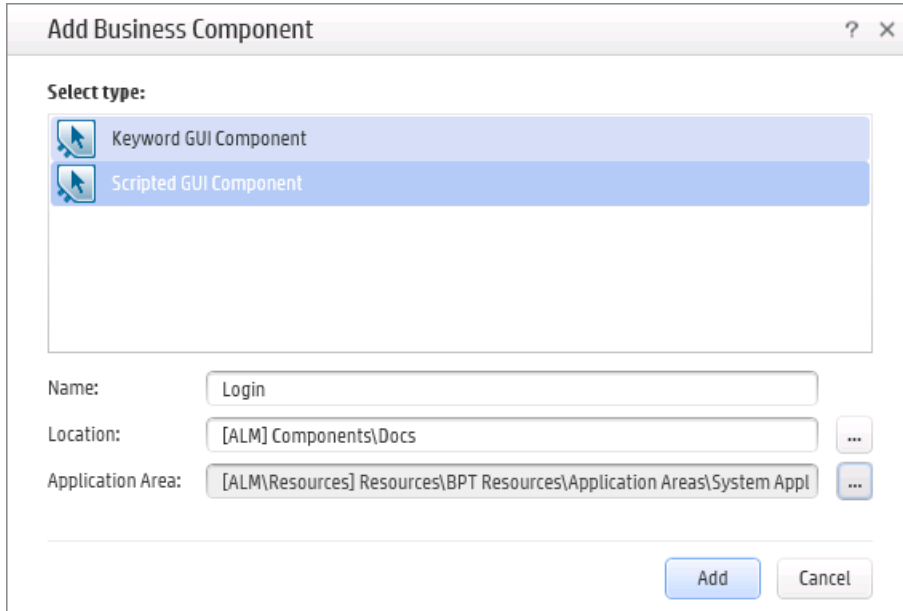 Add Business Component ?
Select type:
Keyword GUI Component
Scripted GUI Component
Name: Login
Location: [ALM] Components\Docs ...
Application Area: [ALM\Resources] Resources\BPT Resources\Application Areas\System Appl ...
Add Cancel